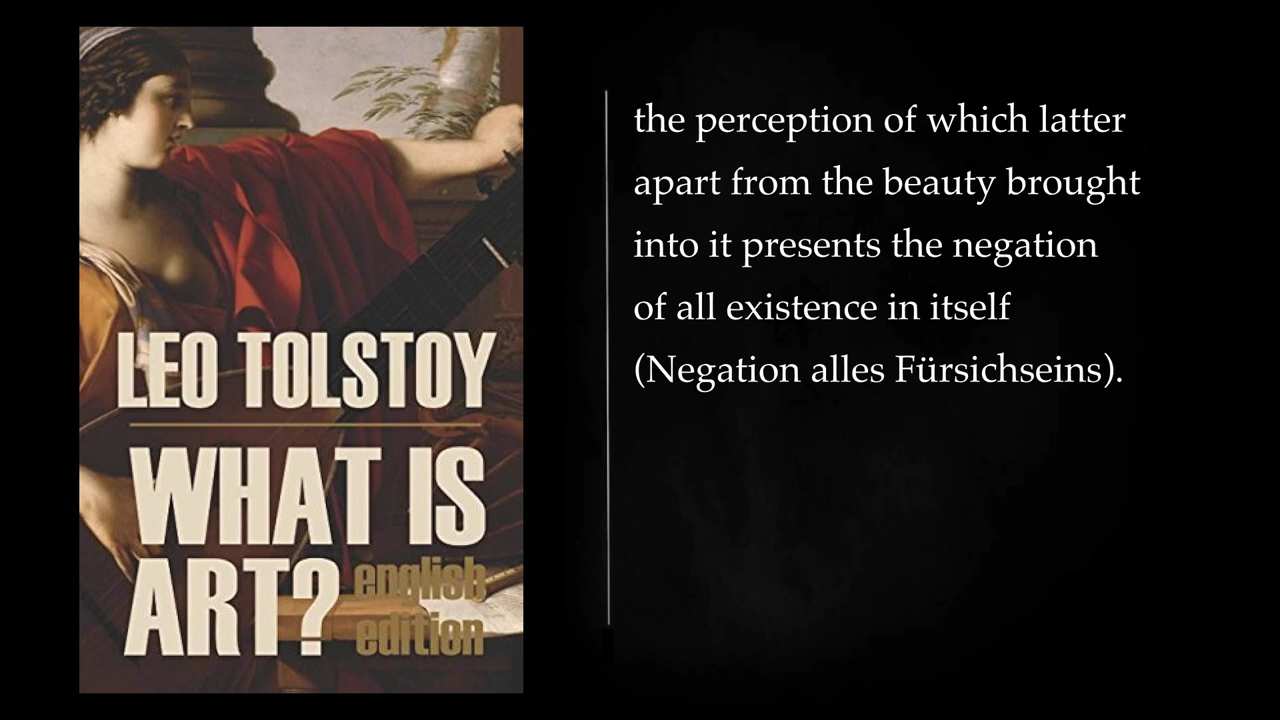 LEO TOLSTOY
WHAT IS
ART?
english
edition
the perception of which latter
apart from the beauty brought
into it presents the negation
of all existence in itself
(Negation alles Fürsichseins).